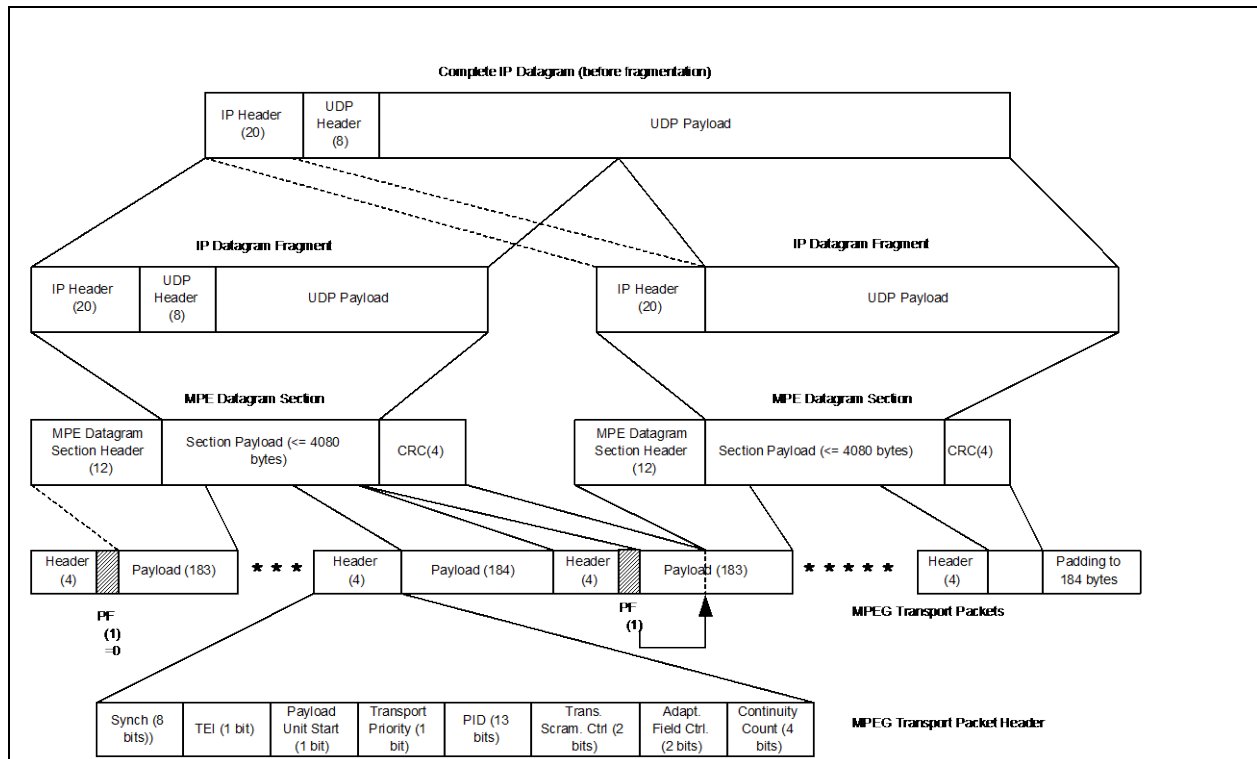 Complete IP Datagram (before fragmentation)
IP Header
(20)
UDP
Header
(8)
UDP Payload
IP Datagram Fragment
IP Datagram Fragment
IP Header
(20)
UDP
Header
(8)
UDP Payload
IP Header
(20)
UDP Payload
MPE Datagram Section
MPE Datagram Section
MPE Datagram
Section Header
(12)
Section Payload (<= 4080
bytes)
CRC(4)
MPE Datagram
Section Header
(12)
Section Payload (<= 4080 bytes)
CRC(4)
Header
(4)
Payload (183)
* * *
Header
(4)
Payload (184)
Header
(4)
Payload (183)
* * * * *
Header
(4)
Padding to
184 bytes
PF
(1)
=0
PF
(1)
MPEG Transport Packets
Synch (8
bits))
TEI (1 bit)
Payload
Unit Start
(1 bit)
Transport
Priority (1
bit)
PID (13
bits)
Trans.
Scram. Ctrl (2
bits)
Adapt.
Field Ctrl.
(2 bits)
Continuity
Count (4
bits)
MPEG Transport Packet Header